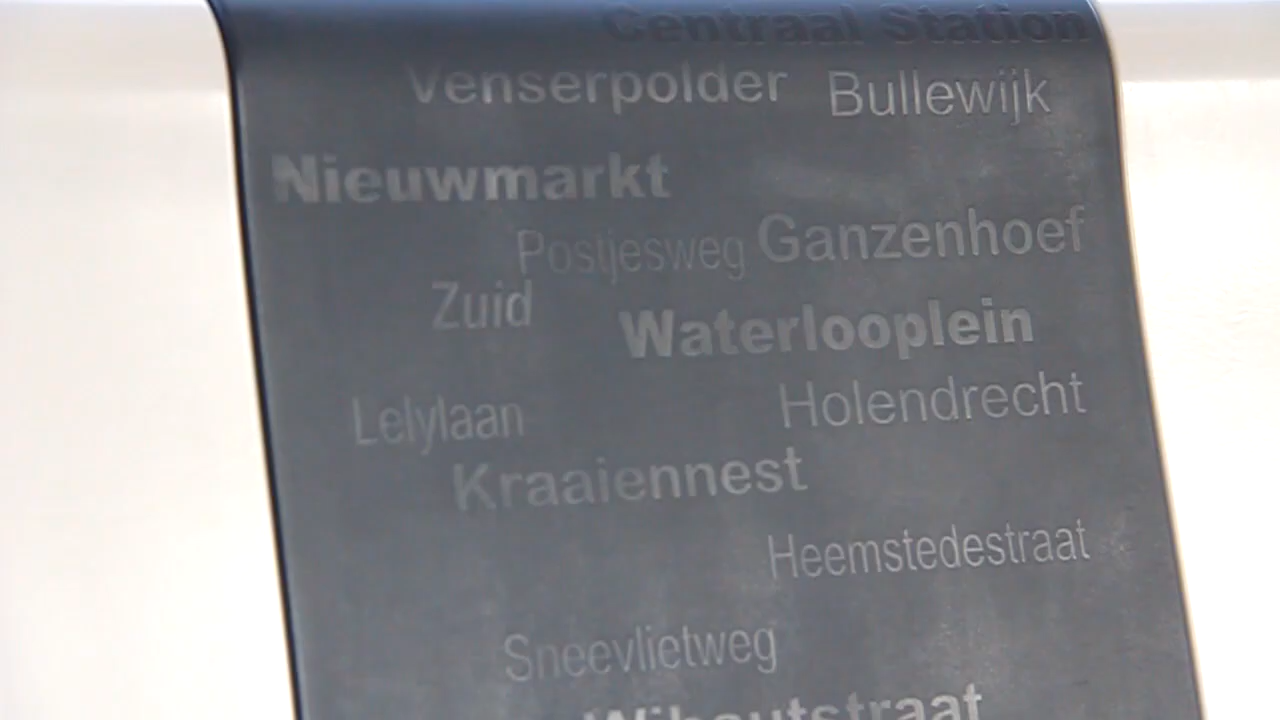 Centraal Station
Venserpolder Bullewijk
Nieuwmarkt
Postjesweg Ganzenhoef
Zuid
Waterlooplein
Lelylaan Holendrecht
Kraaiennest
Heemstedestraat
Sneevlietweg
Wibautstraat